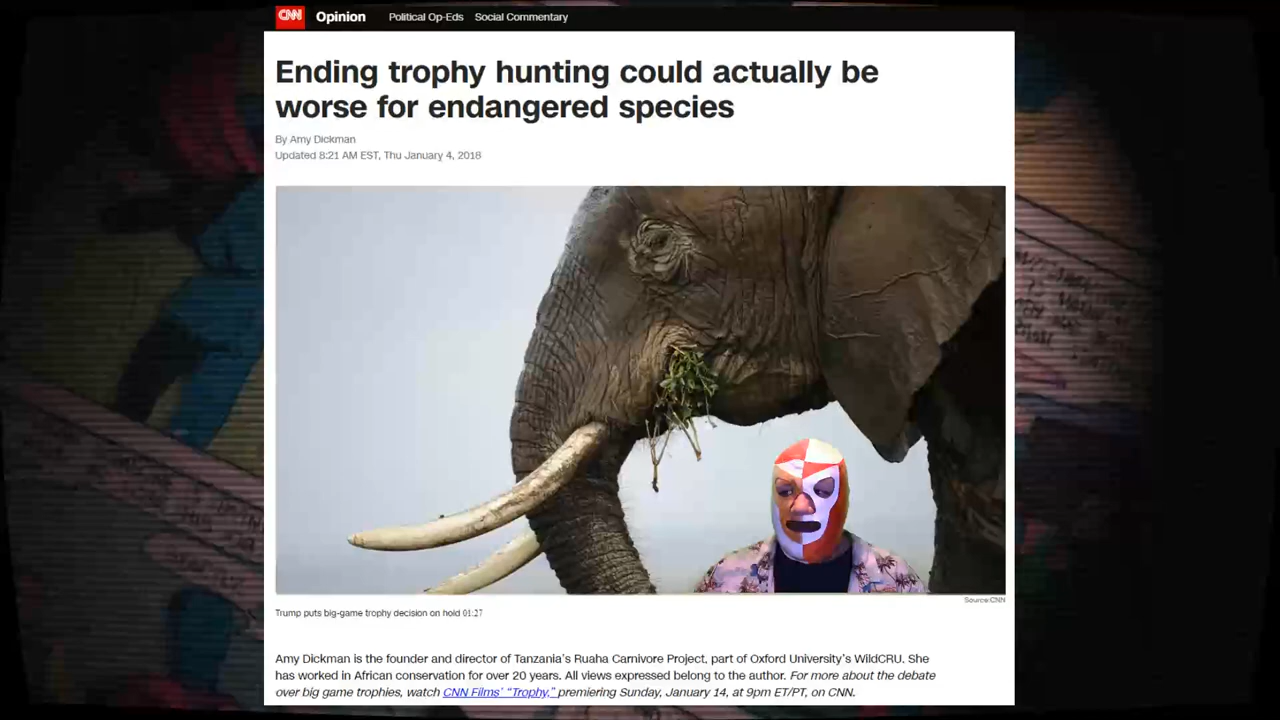 CNN Opinion Political Op-Eds Social Commentary
Ending trophy hunting could actually be
worse for endangered species
By Amy Dickman
Updated 8:21 AM EST, Thu January 4, 2018
Source: CNN
Trump puts big-game trophy decision on hold 01:27
Amy Dickman is the founder and director of Tanzania's Ruaha Carnivore Project, part of Oxford University's WildCRU. She
has worked in African conservation for over 20 years. All views expressed belong to the author. For more about the debate
over big game trophies, watch CNN Films' "Trophy," premiering Sunday, January 14, at 9pm ET/PT, on CNN.